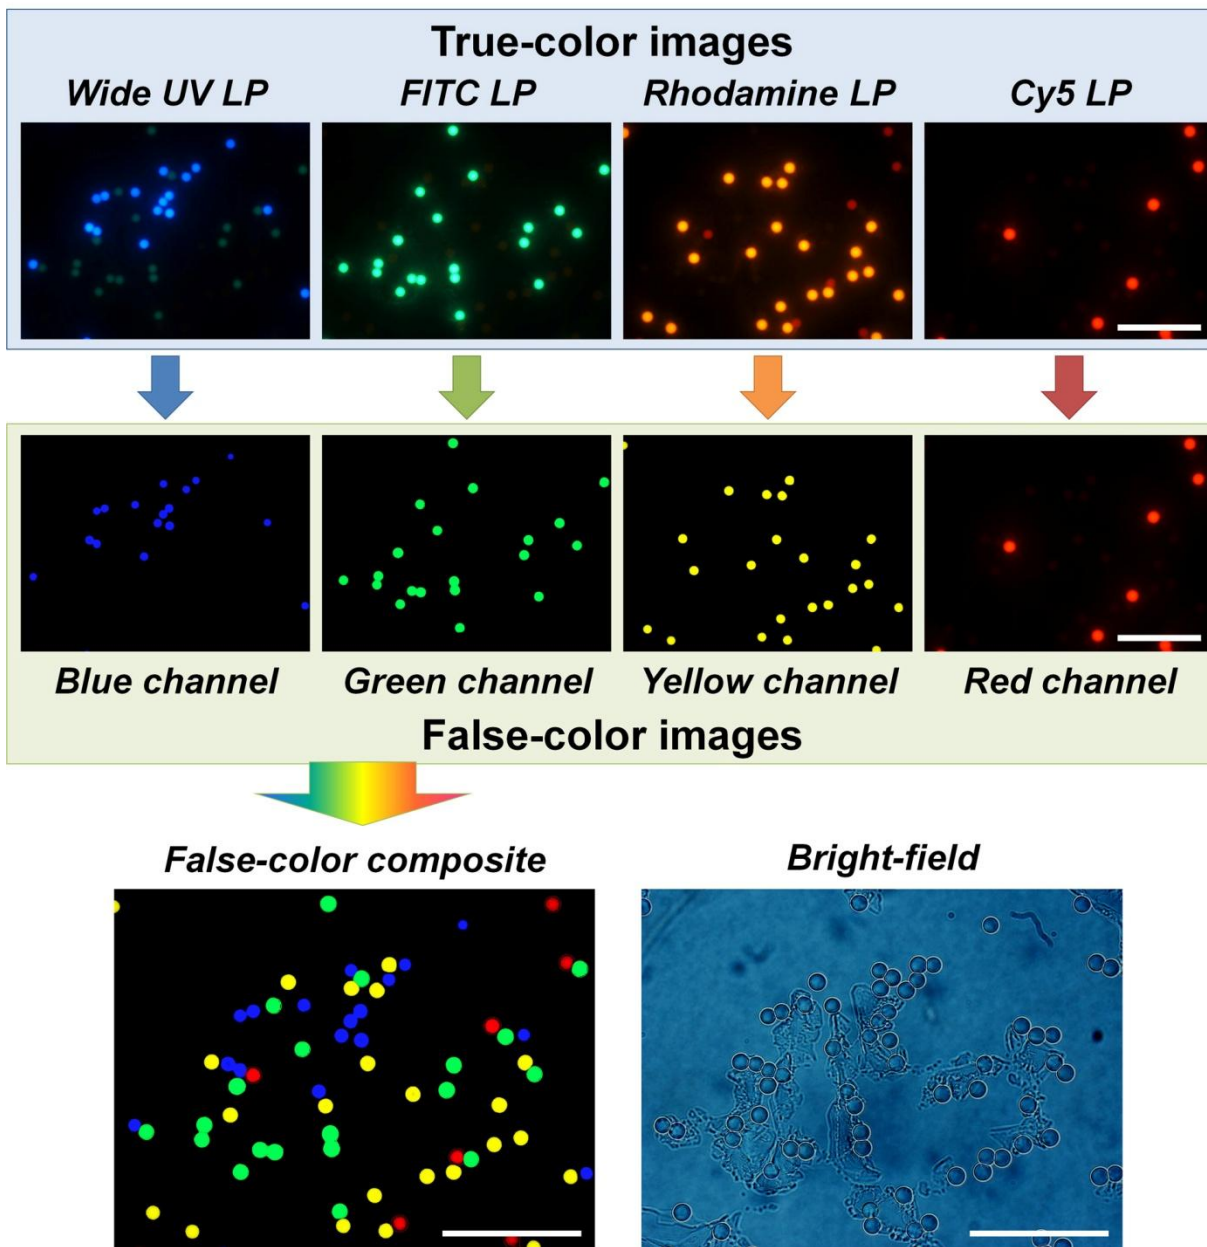 True-color images
Wide UV LP
FITC LP
Rhodamine LP
Cy5 LP
Blue channel
Green channel
Yellow channel
Red channel
False-color images
False-color composite
Bright-field